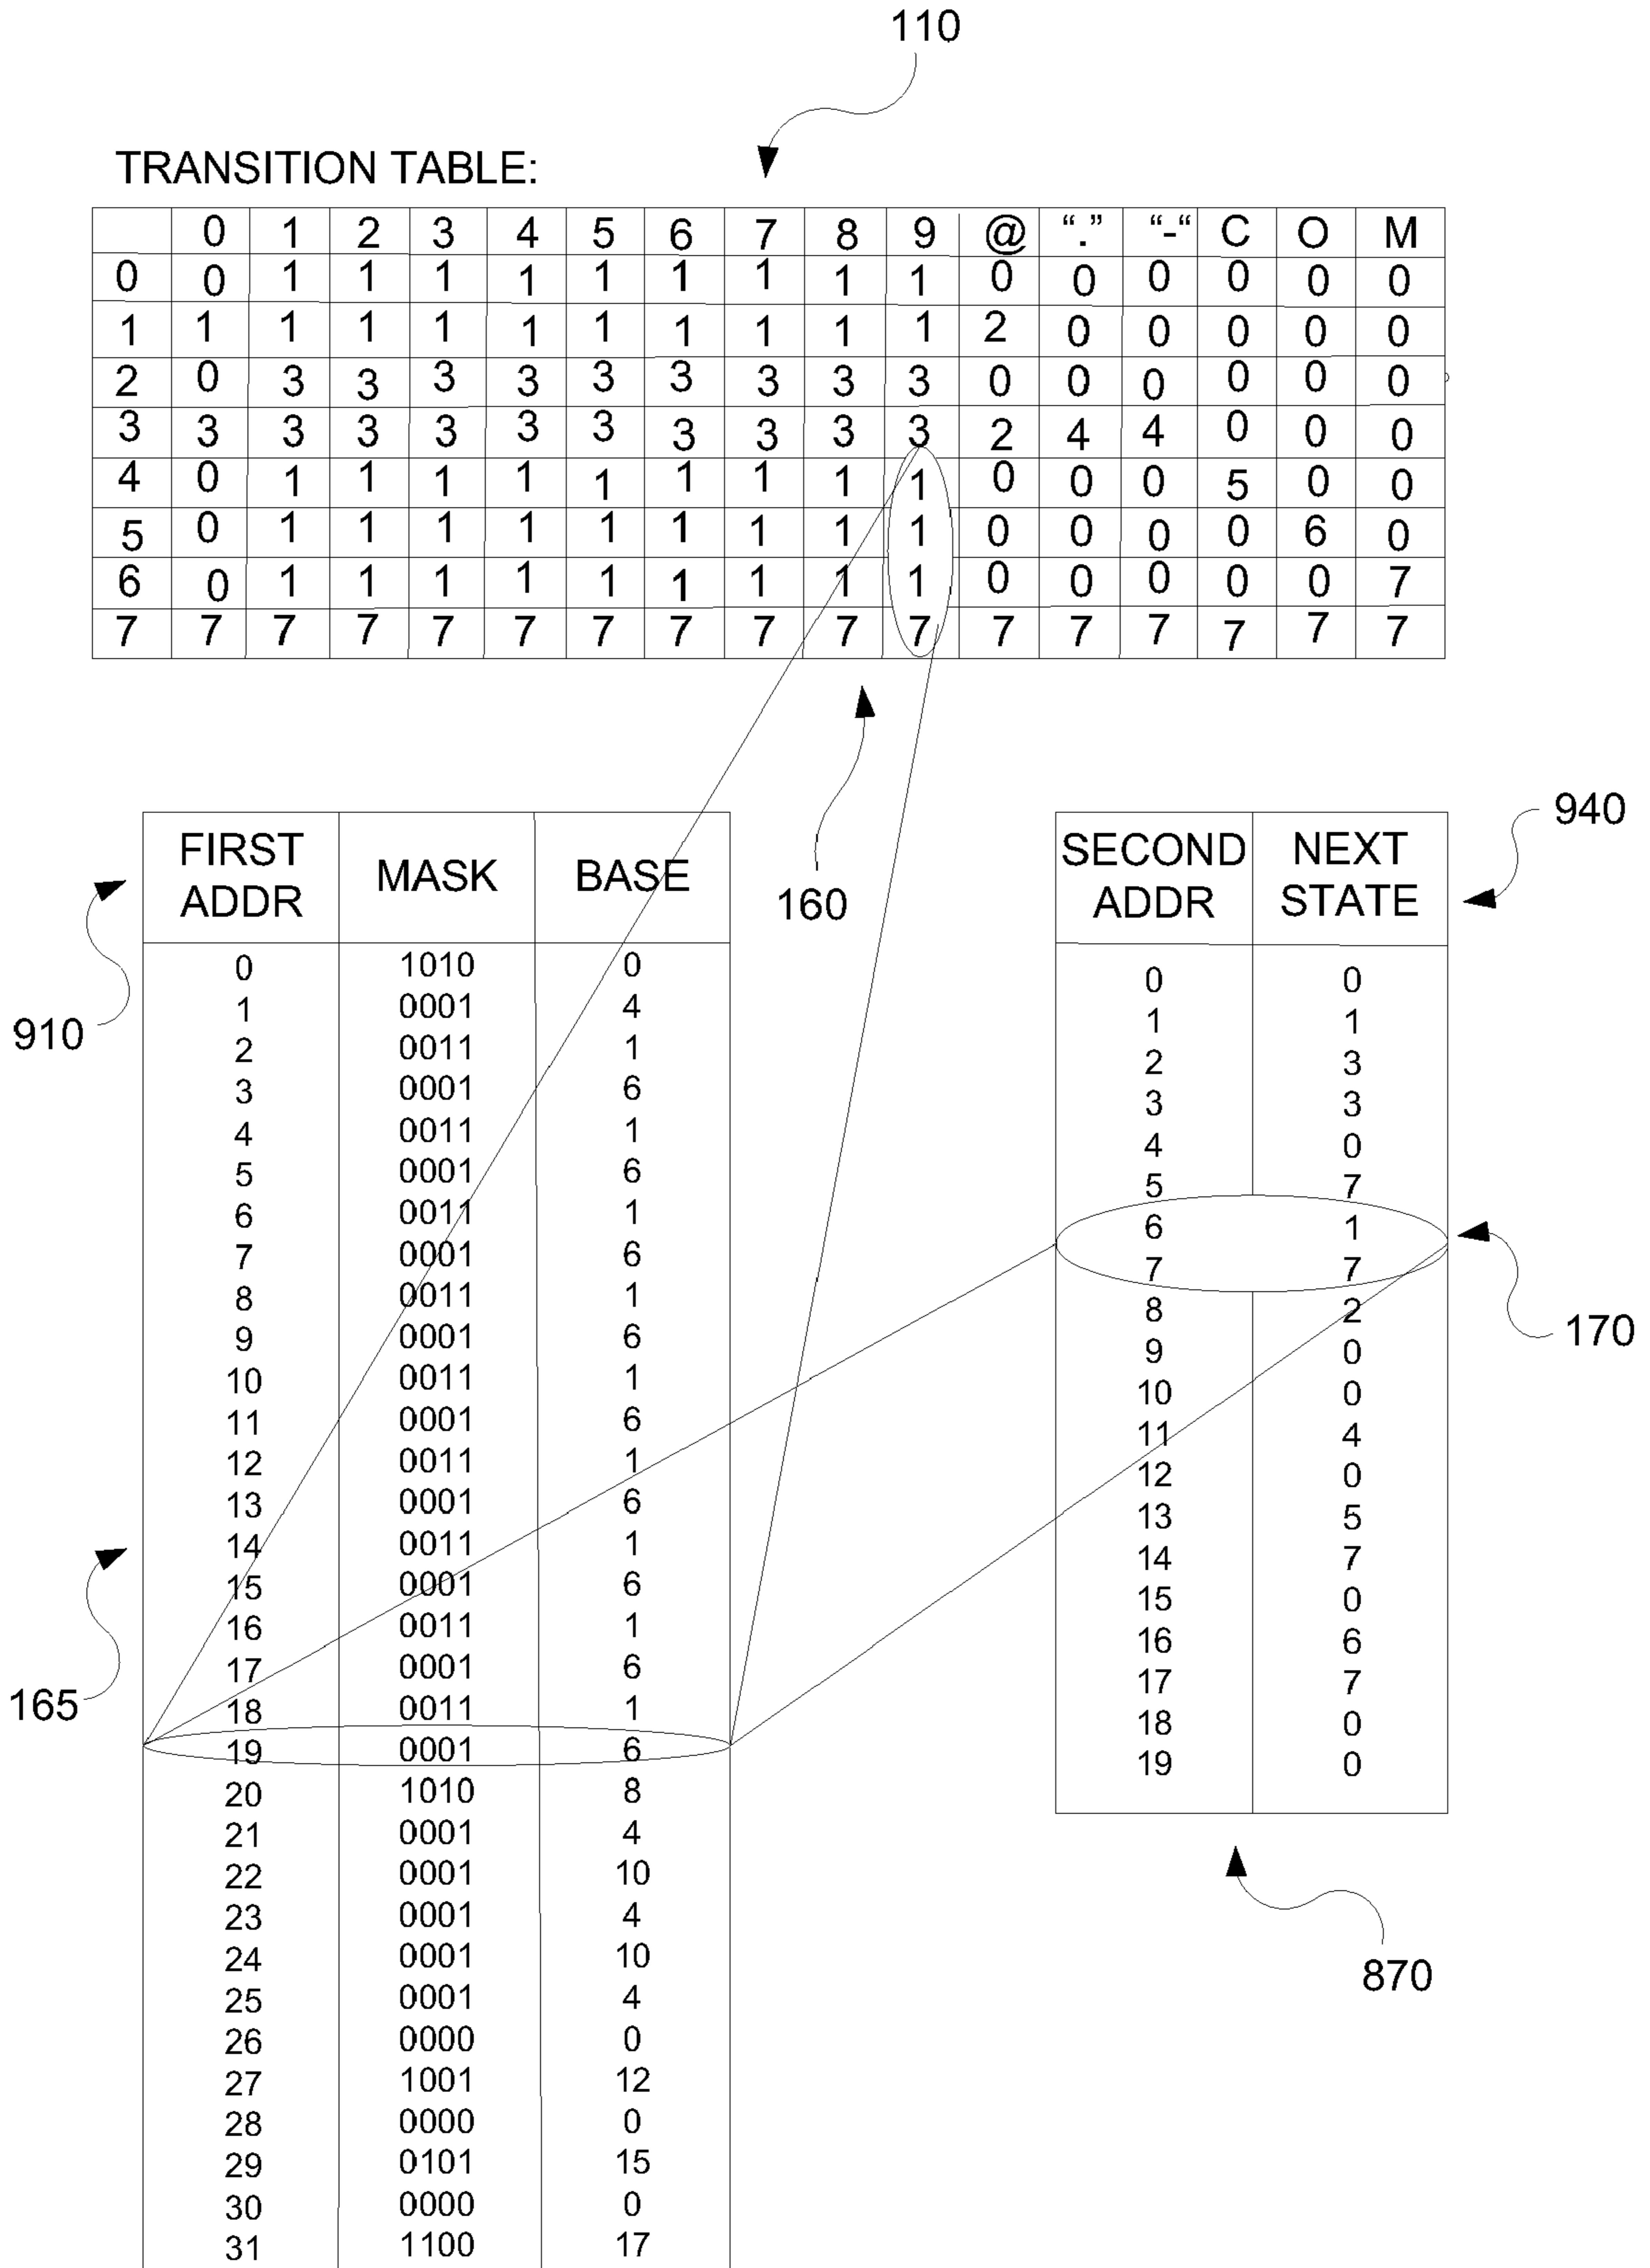 110
TRANSITION TABLE:
0 1 2 3 4 5 6 7 8 9 @ “.” “-“ C O M
0 0 1 1 1 1 1 1 1 1 1 0 0 0 0 0 0
1 1 1 1 1 1 1 1 1 1 1 2 0 0 0 0 0
2 0 3 3 3 3 3 3 3 3 3 0 0 0 0 0 0
3 3 3 3 3 3 3 3 3 3 3 2 4 4 0 0 0
4 0 1 1 1 1 1 1 1 1 1 0 0 0 5 0 0
5 0 1 1 1 1 1 1 1 1 1 0 0 0 0 6 0
6 0 1 1 1 1 1 1 1 1 1 0 0 0 0 0 7
7 7 7 7 7 7 7 7 7 7 7 7 7 7 7 7 7
160
910
165
FIRST ADDR MASK BASE
0 1010 0
1 0001 4
2 0011 1
3 0001 6
4 0011 1
5 0001 6
6 0011 1
7 0001 6
8 0011 1
9 0001 6
10 0011 1
11 0001 6
12 0011 1
13 0001 6
14 0011 1
15 0001 6
16 0011 1
17 0001 6
18 0011 1
19 0001 6
20 1010 8
21 0001 4
22 0001 10
23 0001 4
24 0001 10
25 0001 4
26 0000 0
27 1001 12
28 0000 0
29 0101 15
30 0000 0
31 1100 17
940
SECOND ADDR NEXT STATE
0 0
1 1
2 3
3 3
4 0
5 7
6 1
7 7
8 2
9 0
10 0
11 4
12 0
13 5
14 7
15 0
16 6
17 7
18 0
19 0
170
870